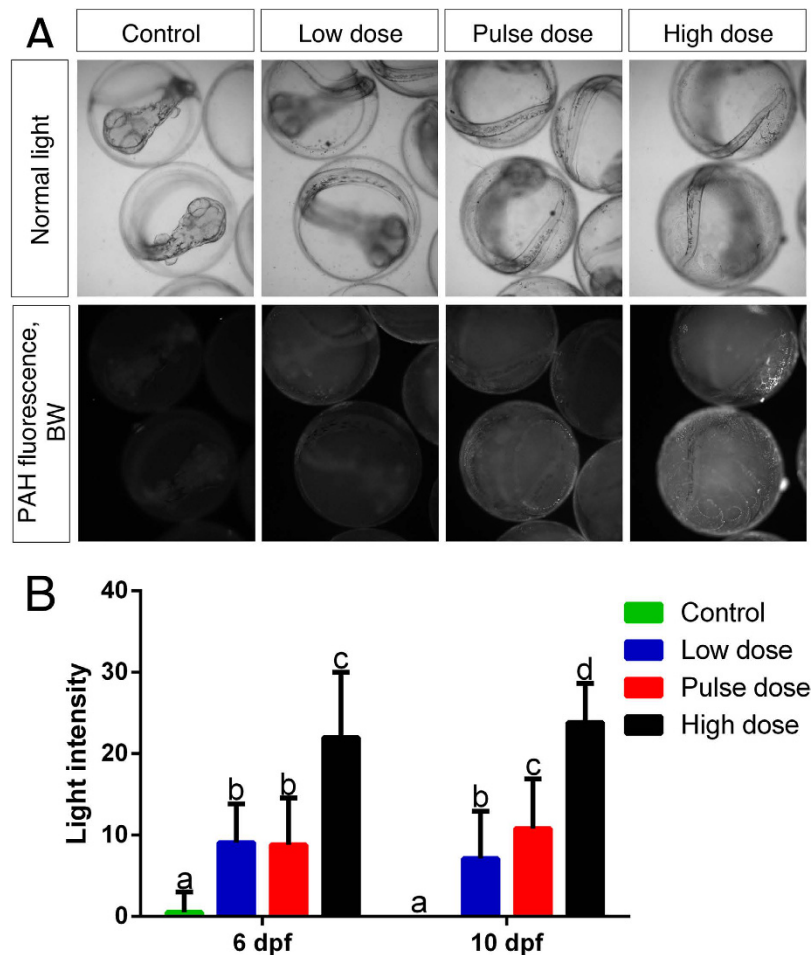 A
Control
Low dose
Pulse dose
High dose
Normal light
PAH fluorescence,
BW
B
Light intensity
40
30
20
10
0
a
b
b
c
a
b
c
d
6 dpf
10 dpf
Control
Low dose
Pulse dose
High dose